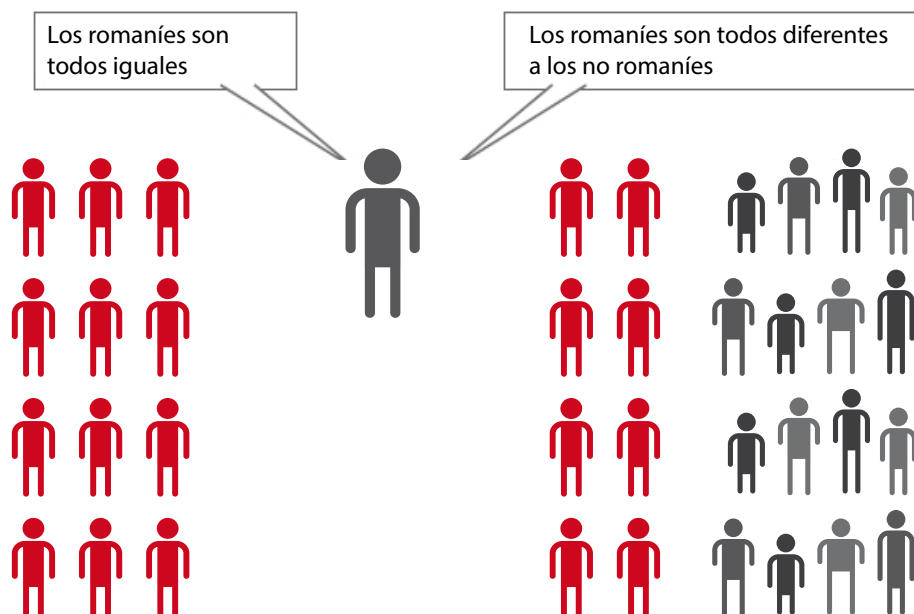 Los romaníes son
todos iguales
Los romaníes son todos diferentes
a los no romaníes